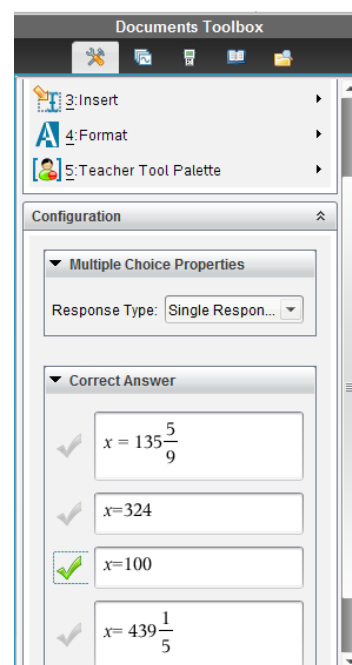 Documents Toolbox
3:Insert
4:Format
5:Teacher Tool Palette
Configuration
Multiple Choice Properties
Response Type: Single Respon...
Correct Answer
x = 135 5/9
x=324
x=100
x= 439 1/5